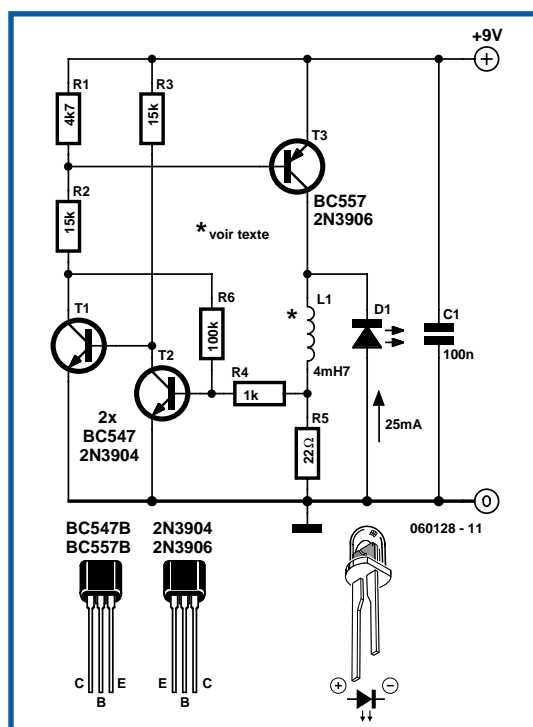 +9V
R1
4k7
R3
15k
T3
BC557
2N3906
R2
15k
* voir texte
T1
R6
100k
T2
R4
1k
* L1
4mH7
D1
C1
100n
R5
22Ω
25mA
2x
BC547
2N3904
0
060128 - 11
BC547B 2N3904
BC557B 2N3906
C B E
E B C
+ −